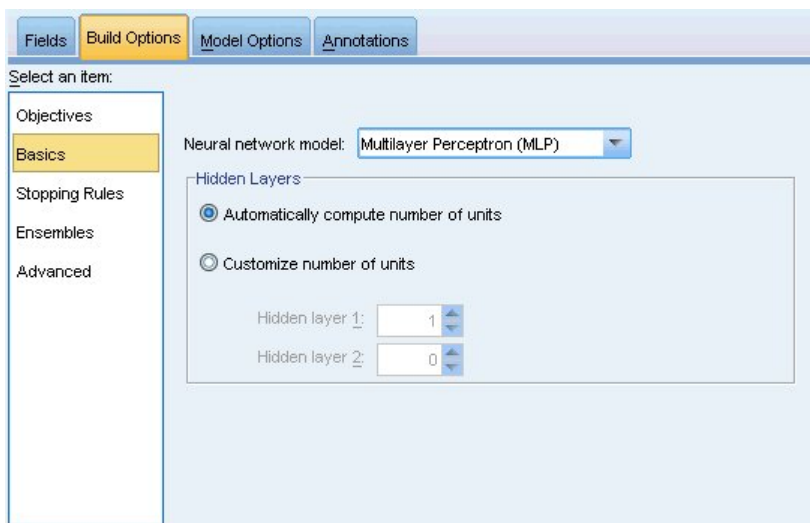 Fields Build Options Model Options Annotations
Select an item:
Objectives
Basics
Stopping Rules
Ensembles
Advanced
Neural network model: Multilayer Perceptron (MLP)
Hidden Layers
Automatically compute number of units
Customize number of units
Hidden layer 1: 1
Hidden layer 2: 0